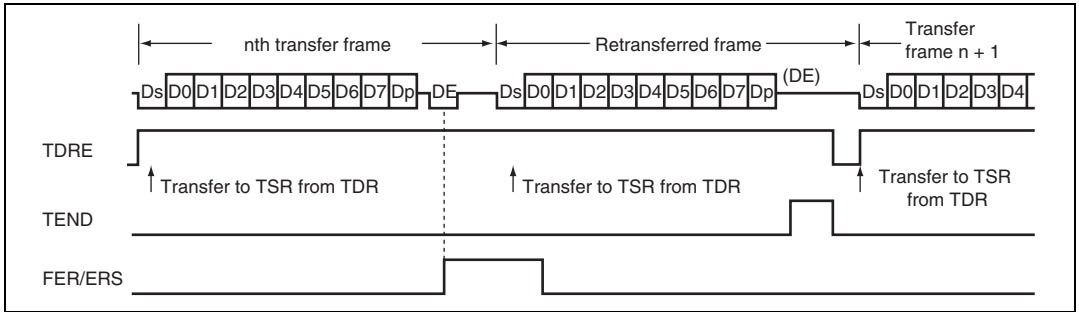 nth transfer frame
Retransferred frame
Transfer
frame n + 1
(DE)
Ds D0 D1 D2 D3 D4 D5 D6 D7 Dp DE Ds D0 D1 D2 D3 D4 D5 D6 D7 Dp Ds D0 D1 D2 D3 D4
TDRE
Transfer to TSR from TDR
Transfer to TSR from TDR
Transfer to TSR
from TDR
TEND
FER/ERS